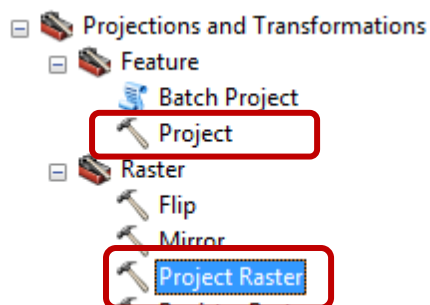 Projections and Transformations
Feature
Batch Project
Project
Raster
Flip
Mirror
Project Raster